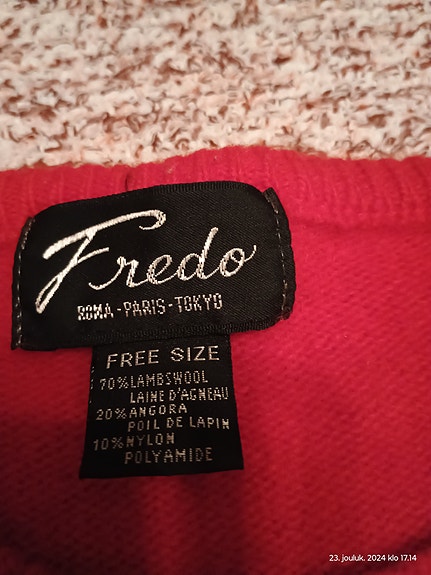 Fredo
ROMA-PARIS-TOKYO
FREE SIZE
70% LAMBSWOOL
LAINE D'AGNEAU
20% ANGORA
POIL DE LAPIN
10% NYLON
POLYAMIDE
23. jouluk. 2024 klo 17.14